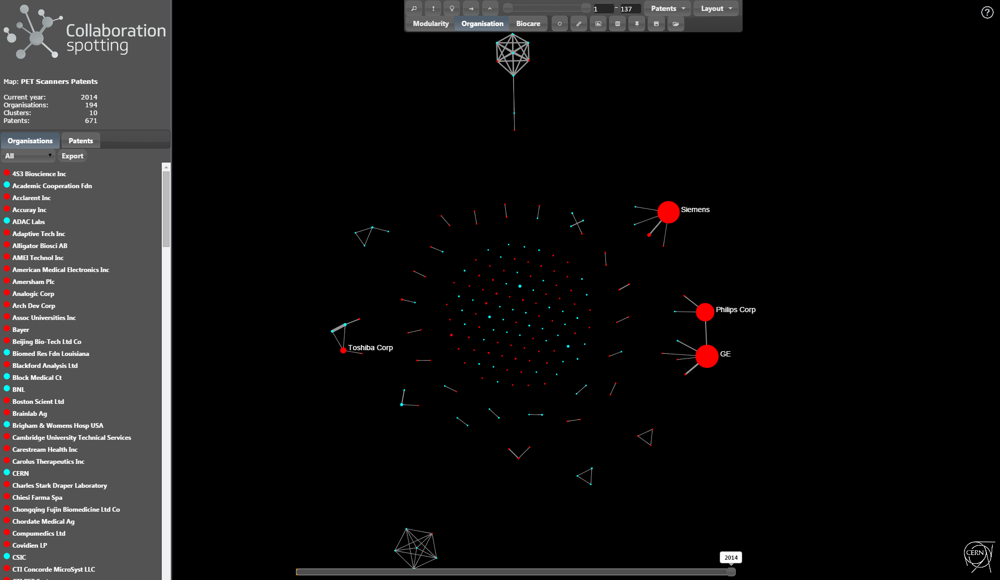 Collaboration
spotting
Map: PET Scanners Patents
Current year: 2014
Organisations: 194
Clusters: 10
Patents: 671
Organisations Patents
All Export
4S3 Bioscience Inc
Academic Cooperation Fdn
Acclarent Inc
Accuray Inc
ADAC Labs
Adaptive Tech Inc
Alligator Biosci AB
AMEI Technol Inc
American Medical Electronics Inc
Amersham Plc
Analogic Corp
Arch Dev Corp
Assoc Universities Inc
Bayer
Beijing Bio-Tech Ltd Co
Biomed Res Fdn Louisiana
Blackford Analysis Ltd
Block Medical Ct
BNL
Boston Scient Ltd
Brainlab Ag
Brigham & Womens Hosp USA
Cambridge University Technical Services
Carestream Health Inc
Carolus Therapeutics Inc
CERN
Charles Stark Draper Laboratory
Chiesi Farma Spa
Chongqing Fujin Biomedicine Ltd Co
Chordate Medical Ag
Compumedics Ltd
Covidien LP
CSIC
CTI Concorde MicroSyst LLC
1 - 137 Patents Layout
Modularity Organisation Biocare
?
Siemens
Philips Corp
GE
Toshiba Corp
2014
CERN